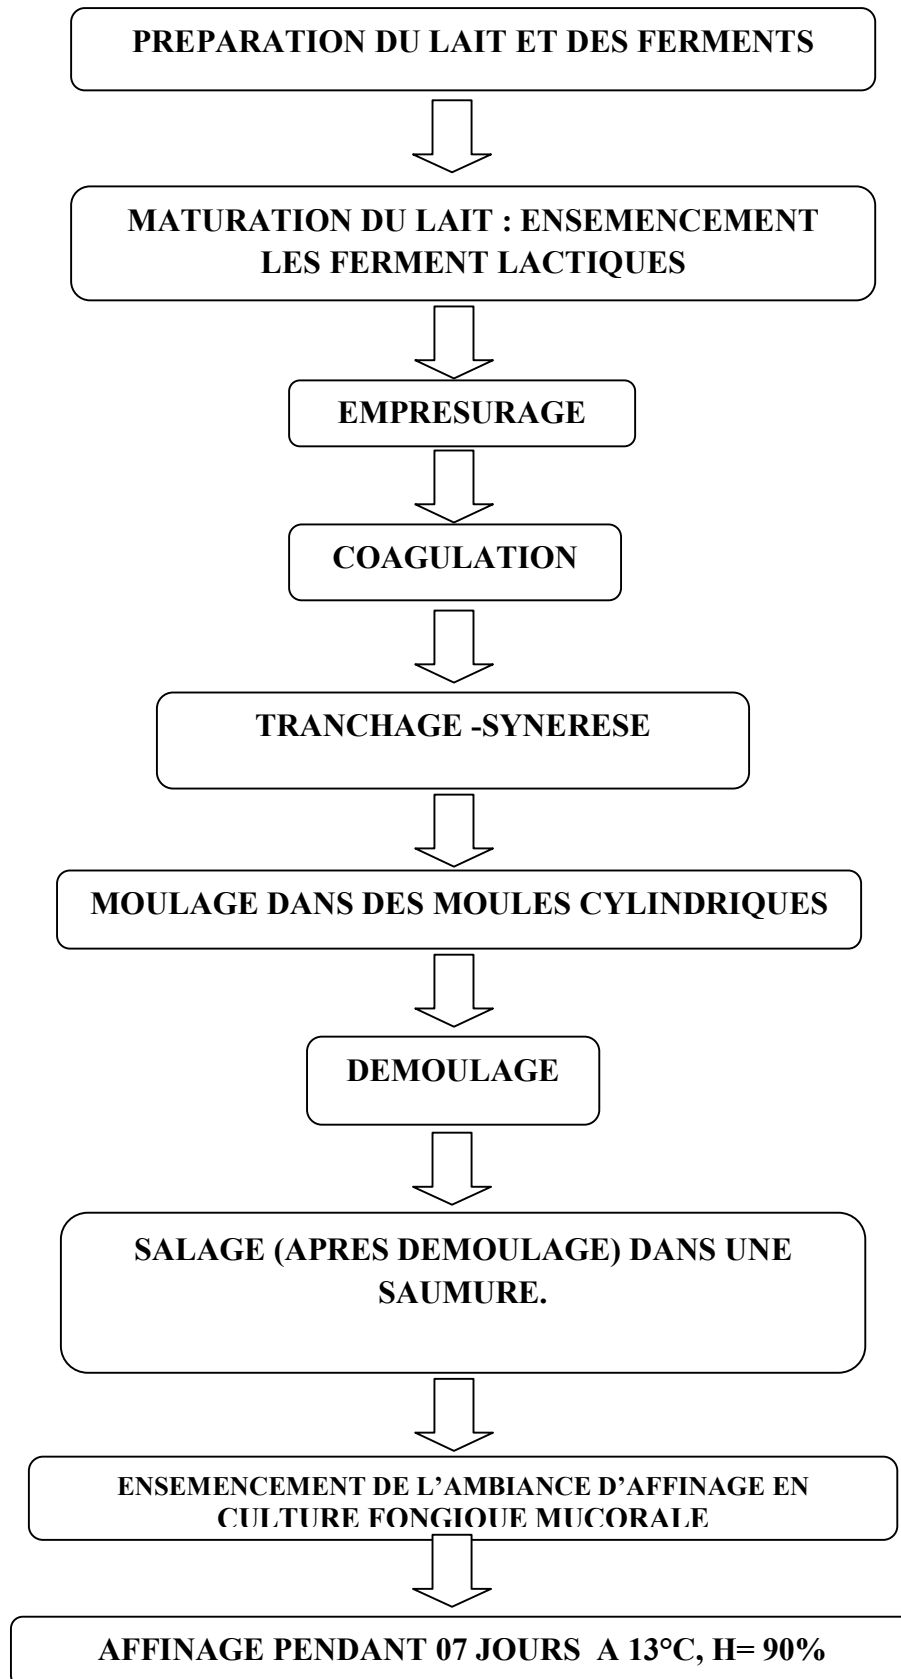 PREPARATION DU LAIT ET DES FERMENTS
MATURATION DU LAIT : ENSEMENCEMENT
LES FERMENT LACTIQUES
EMPRESURAGE
COAGULATION
TRANCHAGE -SYNERESE
MOULAGE DANS DES MOULES CYLINDRIQUES
DEMOULAGE
SALAGE (APRES DEMOULAGE) DANS UNE
SAUMURE.
ENSEMENCEMENT DE L’AMBIANCE D’AFFINAGE EN
CULTURE FONGIQUE MUCORALE
AFFINAGE PENDANT 07 JOURS A 13°C, H= 90%